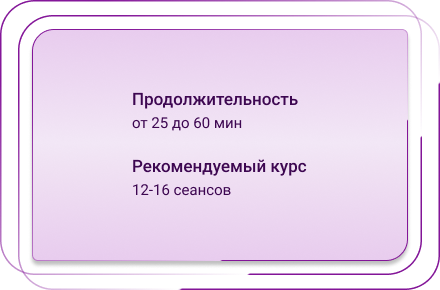 Продолжительность
от 25 до 60 мин
Рекомендуемый курс
12-16 сеансов